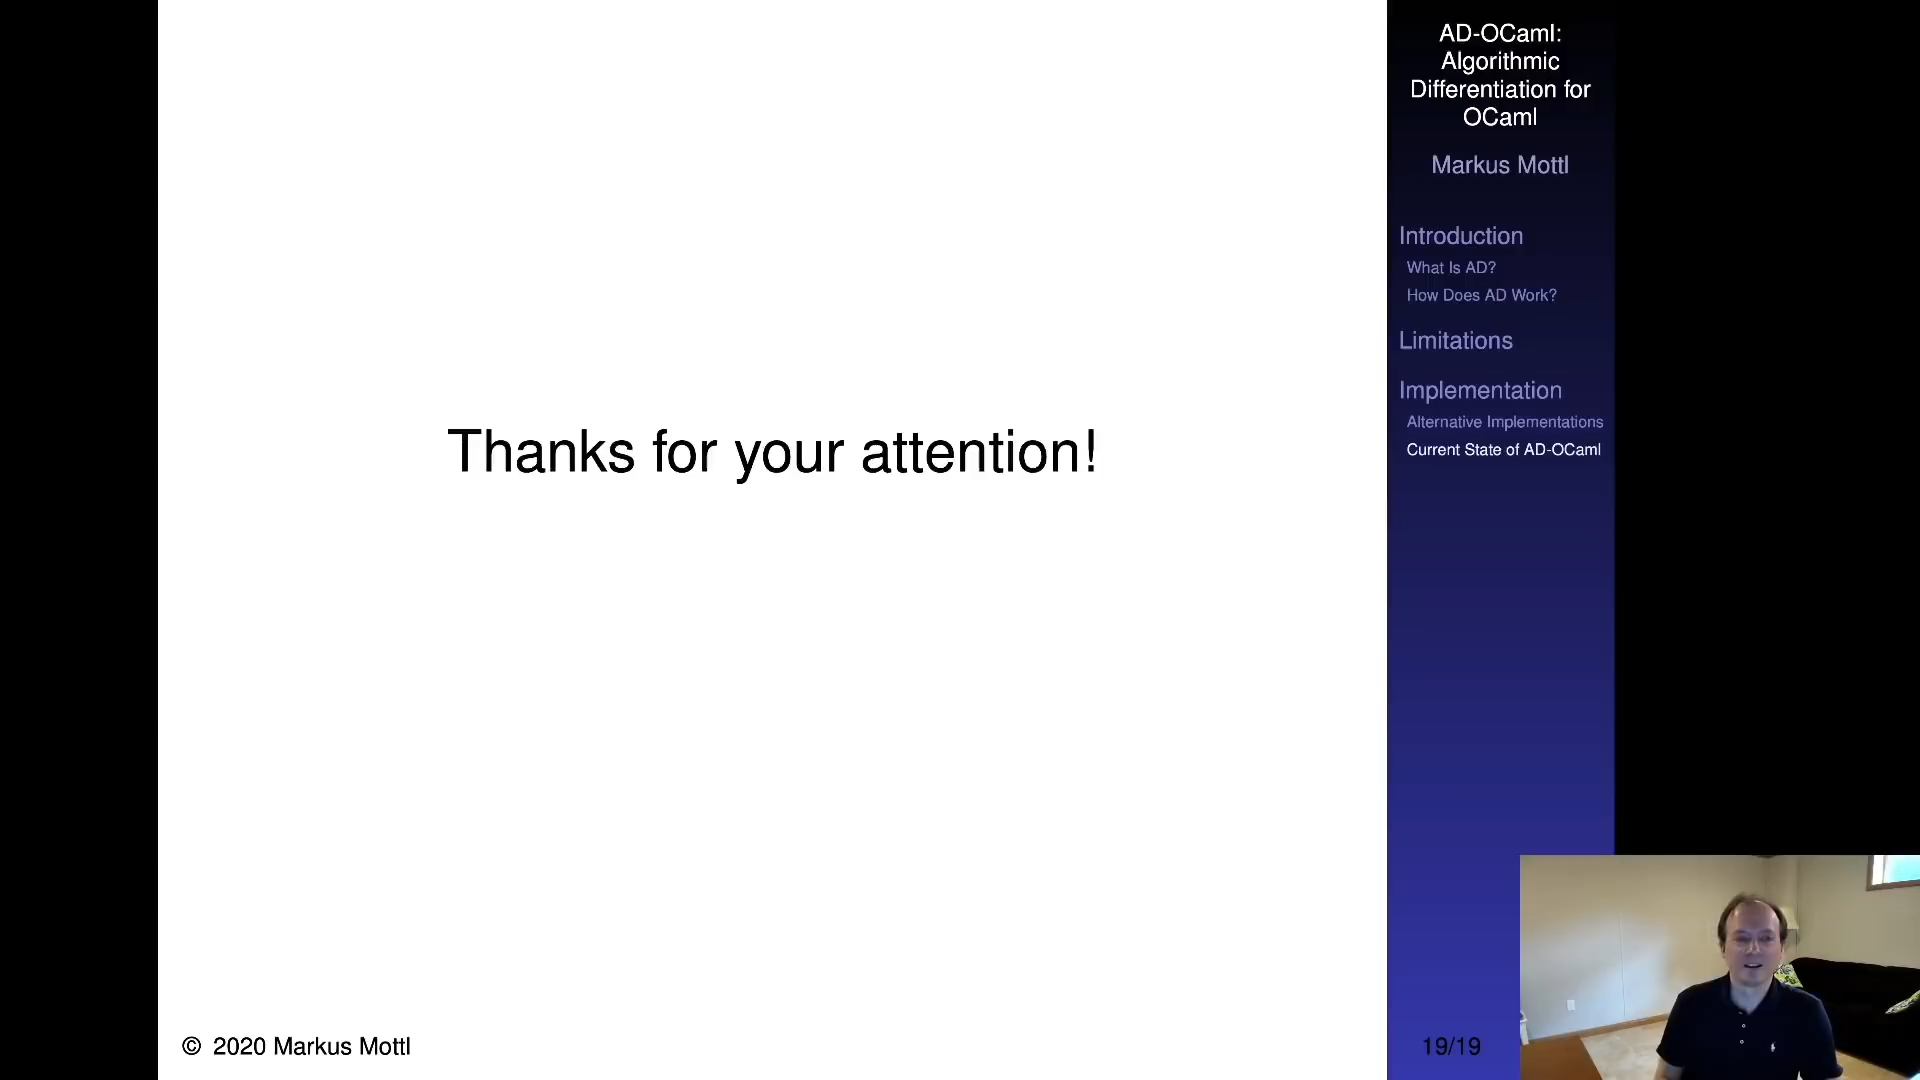 Thanks for your attention!
© 2020 Markus Mottl
AD-OCaml:
Algorithmic
Differentiation for
OCaml
Markus Mottl
Introduction
What Is AD?
How Does AD Work?
Limitations
Implementation
Alternative Implementations
Current State of AD-OCaml
19/19